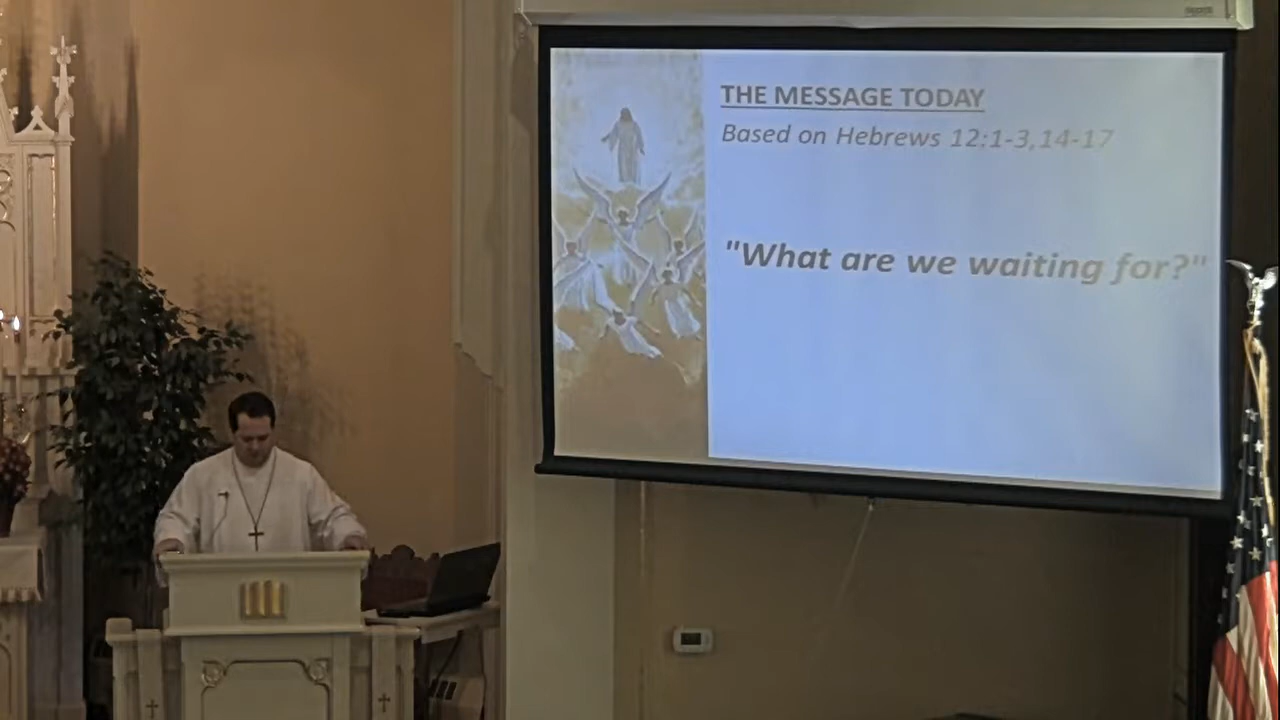 THE MESSAGE TODAY
Based on Hebrews 12:1-3,14-17
"What are we waiting for?"